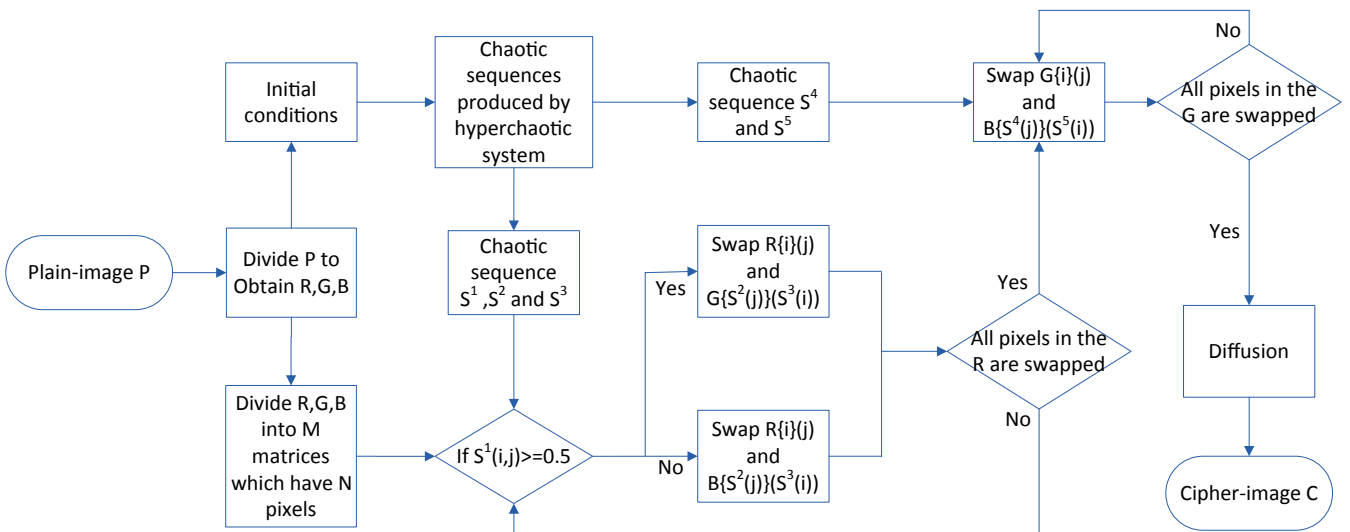 Plain-image P
Divide P to
Obtain R,G,B
Initial
conditions
Chaotic
sequences
produced by
hyperchaotic
system
Chaotic
sequence S⁴
and S⁵
Swap G{i}(j)
and
B{S⁴(j)}(S⁵(i))
No
All pixels in the
G are swapped
Yes
Chaotic
sequence
S¹ ,S² and S³
Divide R,G,B
into M
matrices
which have N
pixels
If S¹(i,j)>=0.5
Yes
No
Swap R{i}(j)
and
G{S²(j)}(S³(i))
Swap R{i}(j)
and
B{S²(j)}(S³(i))
Yes
All pixels in the
R are swapped
No
Diffusion
Cipher-image C